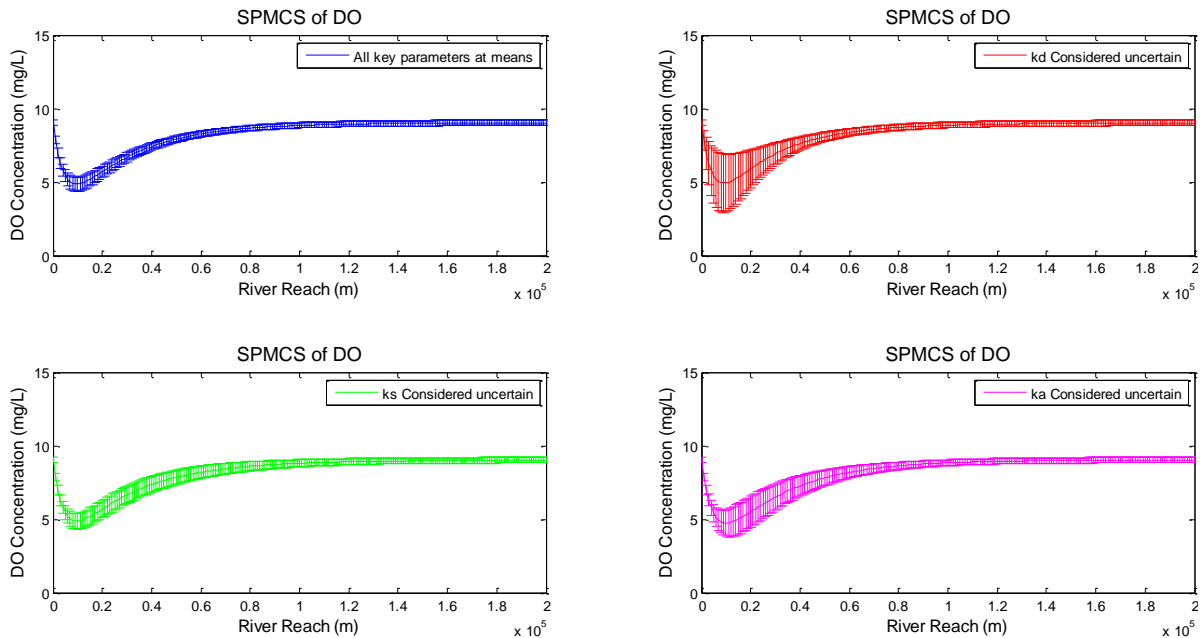 SPMCS of DO
15
10
5
0
DO Concentration (mg/L)
All key parameters at means
0 0.2 0.4 0.6 0.8 1 1.2 1.4 1.6 1.8 2
River Reach (m)
x 10^5
SPMCS of DO
15
10
5
0
DO Concentration (mg/L)
kd Considered uncertain
0 0.2 0.4 0.6 0.8 1 1.2 1.4 1.6 1.8 2
River Reach (m)
x 10^5
SPMCS of DO
15
10
5
0
DO Concentration (mg/L)
ks Considered uncertain
0 0.2 0.4 0.6 0.8 1 1.2 1.4 1.6 1.8 2
River Reach (m)
x 10^5
SPMCS of DO
15
10
5
0
DO Concentration (mg/L)
ka Considered uncertain
0 0.2 0.4 0.6 0.8 1 1.2 1.4 1.6 1.8 2
River Reach (m)
x 10^5